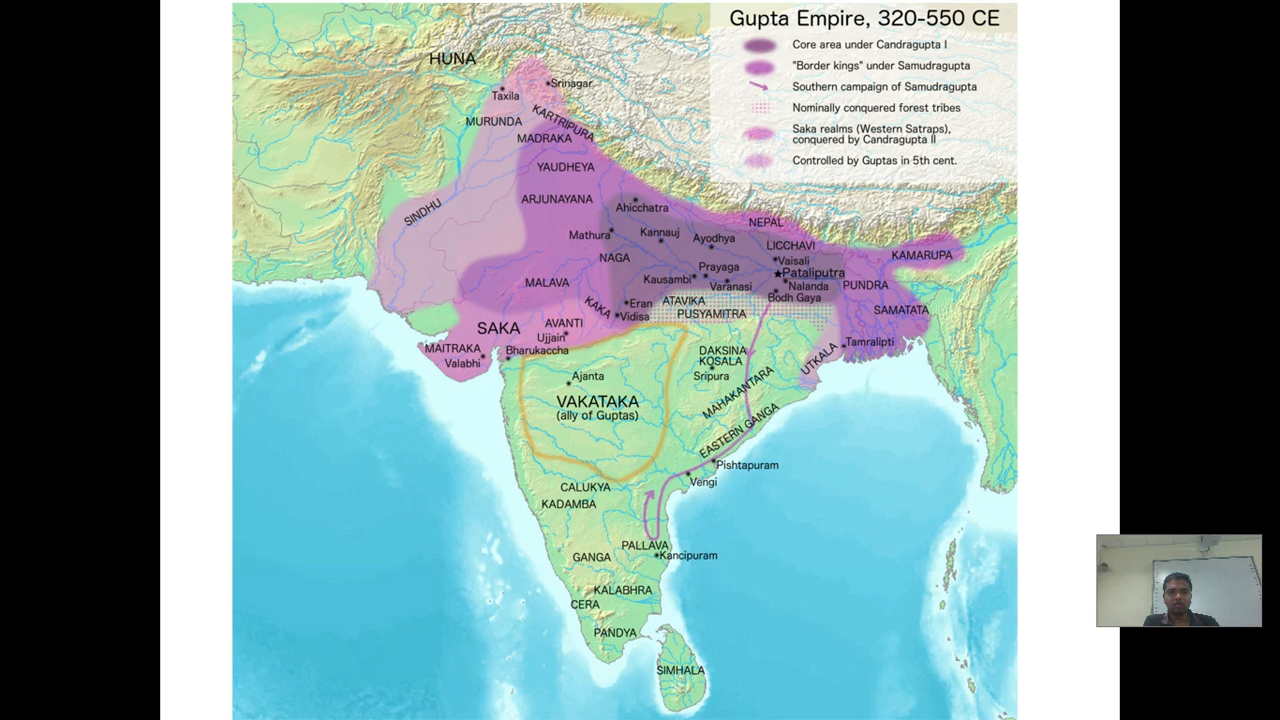 Gupta Empire, 320-550 CE
Core area under Candragupta I
"Border kings" under Samudragupta
Southern campaign of Samudragupta
Nominally conquered forest tribes
Saka realms (Western Satraps),
conquered by Candragupta II
Controlled by Guptas in 5th cent.
HUNA
Srinagar
Taxila
MURUNDA
KARTRIPURA
MADRAKA
YAUDHEYA
ARJUNAYANA
SINDHU
Ahicchatra
Mathura
Kannauj
Ayodhya
NEPAL
LICCHAVI
KAMARUPA
NAGA
Vaisali
Prayaga
Pataliputra
MALAVA
Kausambi
Varanasi
Nalanda
PUNDRA
Bodh Gaya
KAKA
Eran
ATAVIKA
Vidisa
PUSYAMITRA
SAMATATA
SAKA
AVANTI
Ujjain
MAITRAKA
Bharukaccha
Valabhi
DAKSINA
KOSALA
Sripura
UTKALA
Tamralipti
Ajanta
MAHAKANTARA
VAKATAKA
(ally of Guptas)
EASTERN GANGA
Pishtapuram
Vengi
CALUKYA
KADAMBA
PALLAVA
Kancipuram
GANGA
KALABHRA
CERA
PANDYA
SIMHALA